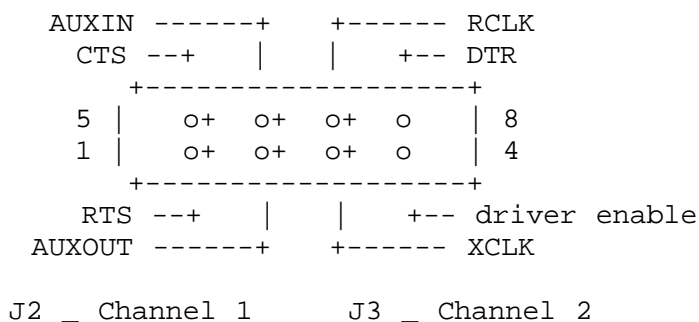 AUXIN ------+ +------ RCLK
CTS --+ | | +-- DTR
+-------------------+
5 | o+ o+ o+ o | 8
1 | o+ o+ o+ o | 4
+-------------------+
RTS --+ | | +-- driver enable
AUXOUT ------+ +------ XCLK
J2 _ Channel 1 J3 _ Channel 2